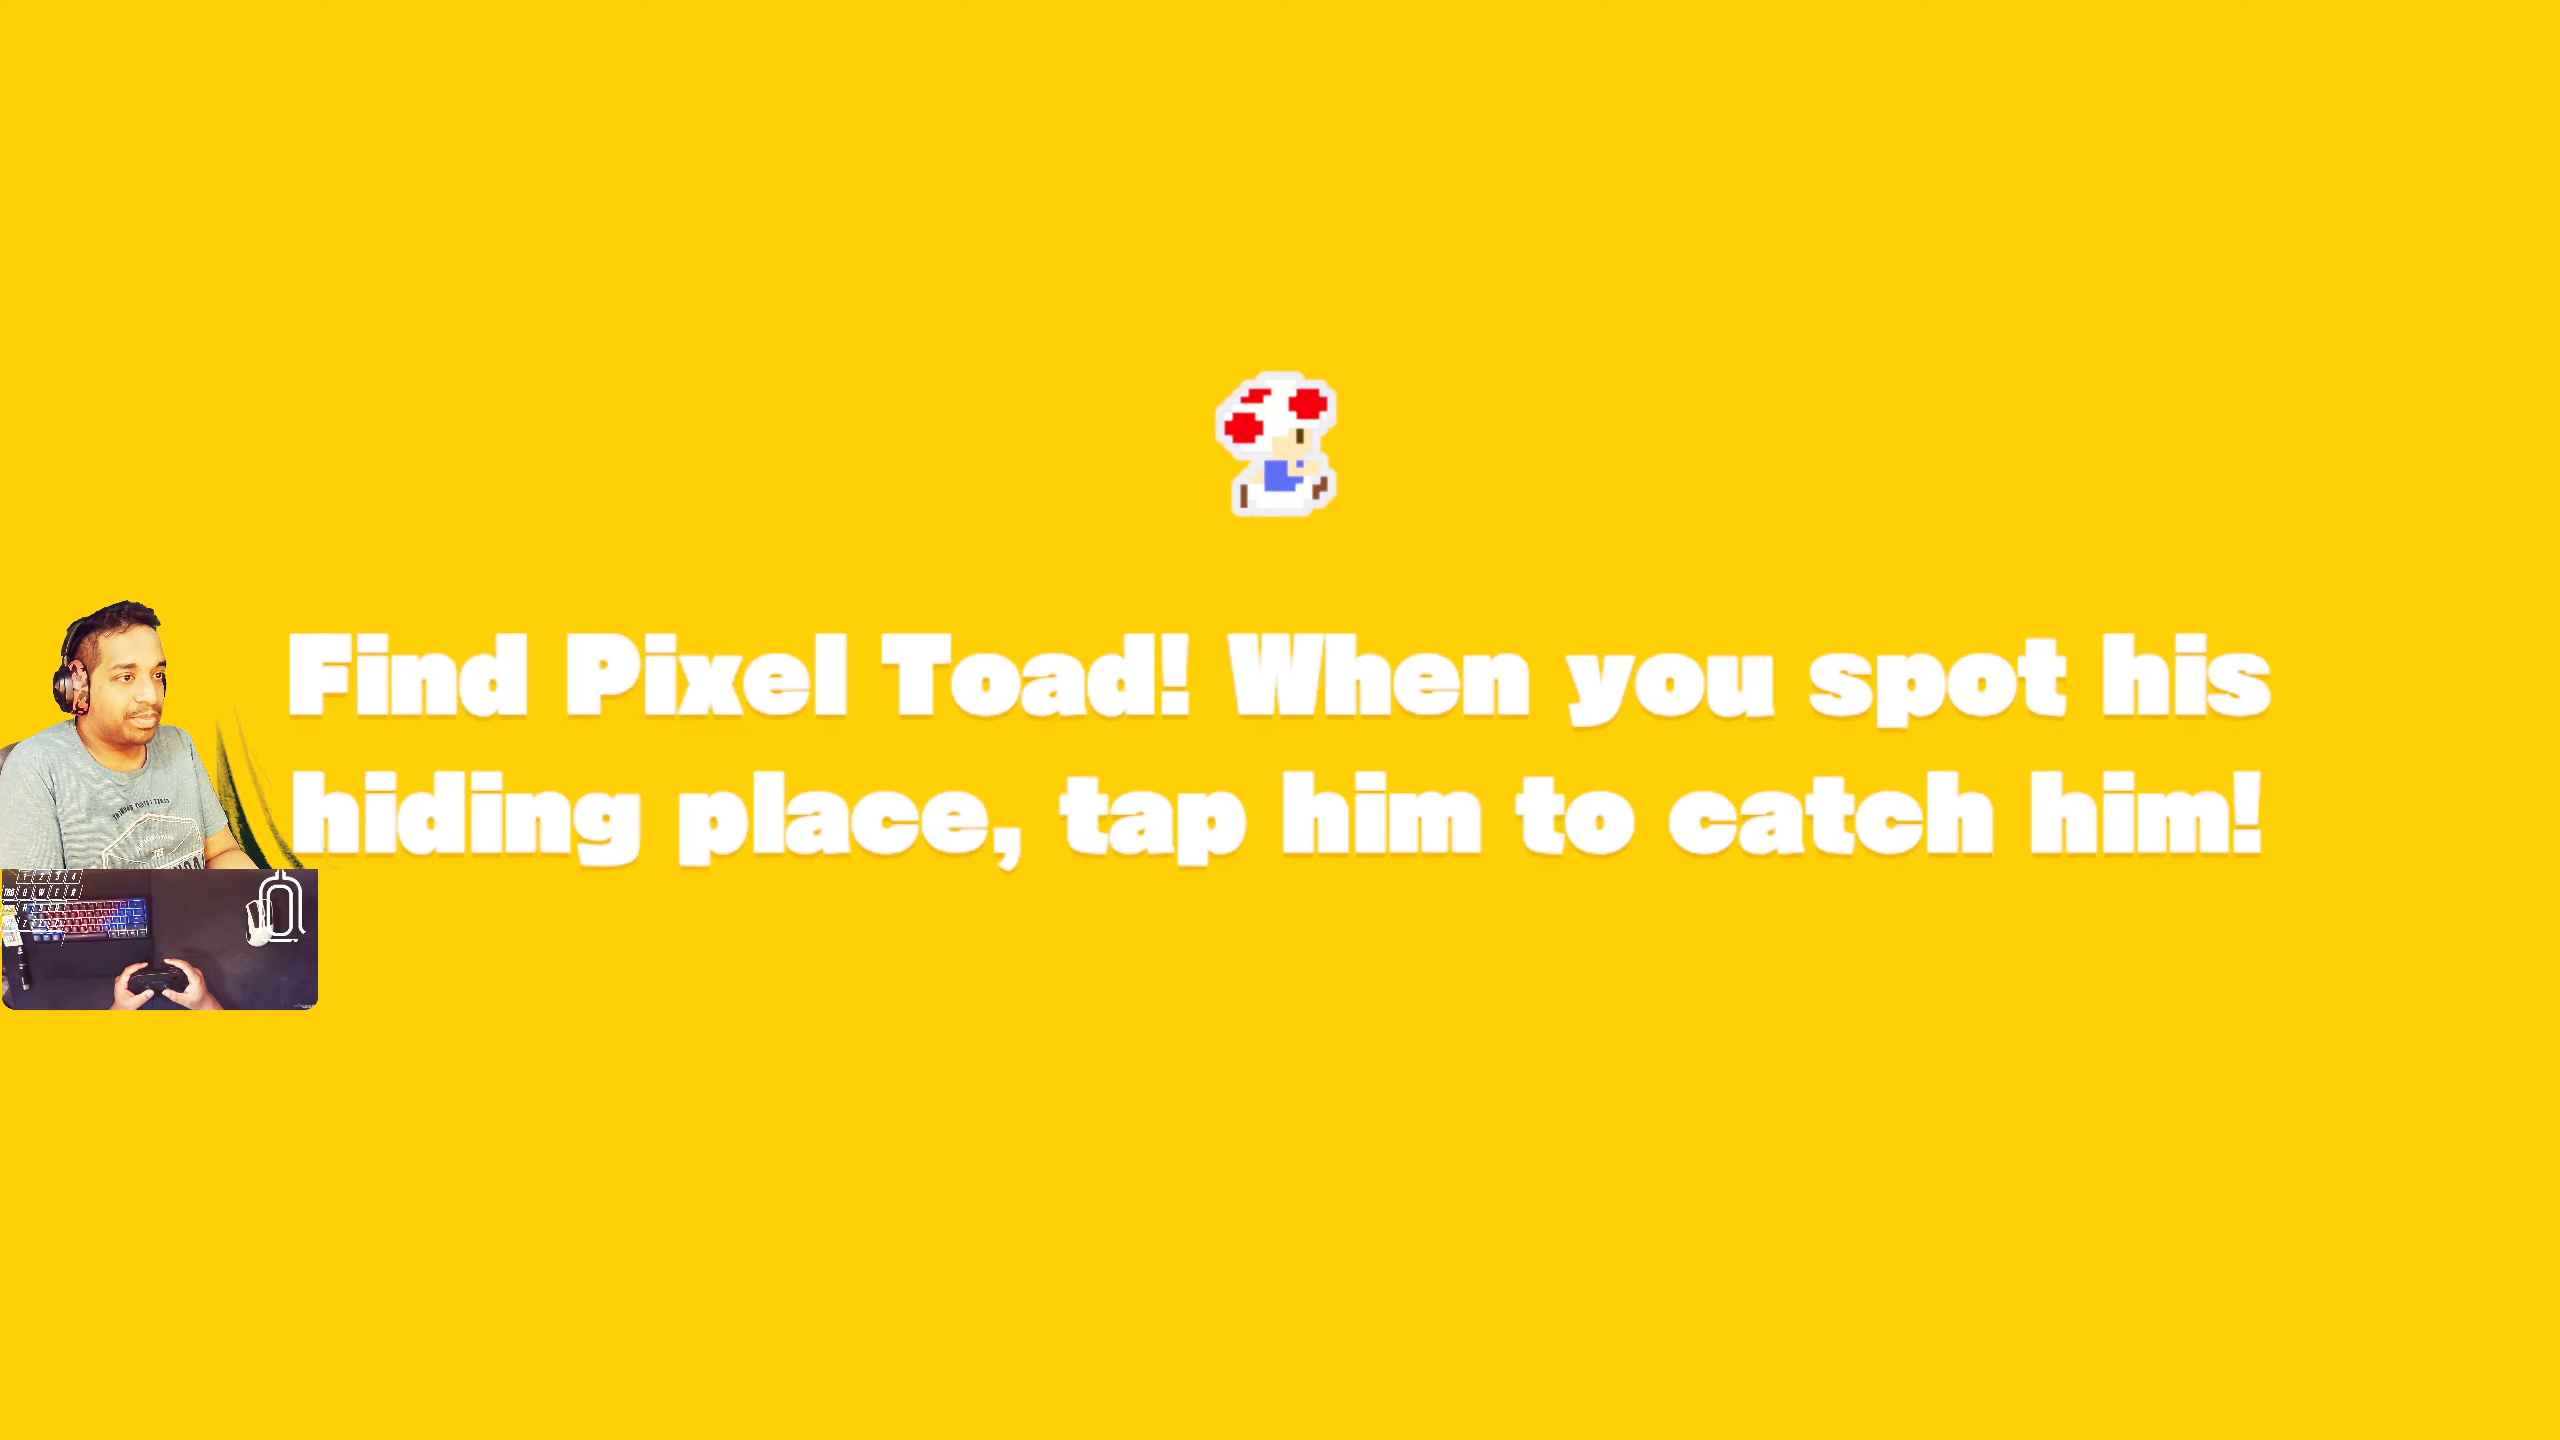 Find Pixel Toad! When you spot his
hiding place, tap him to catch him!